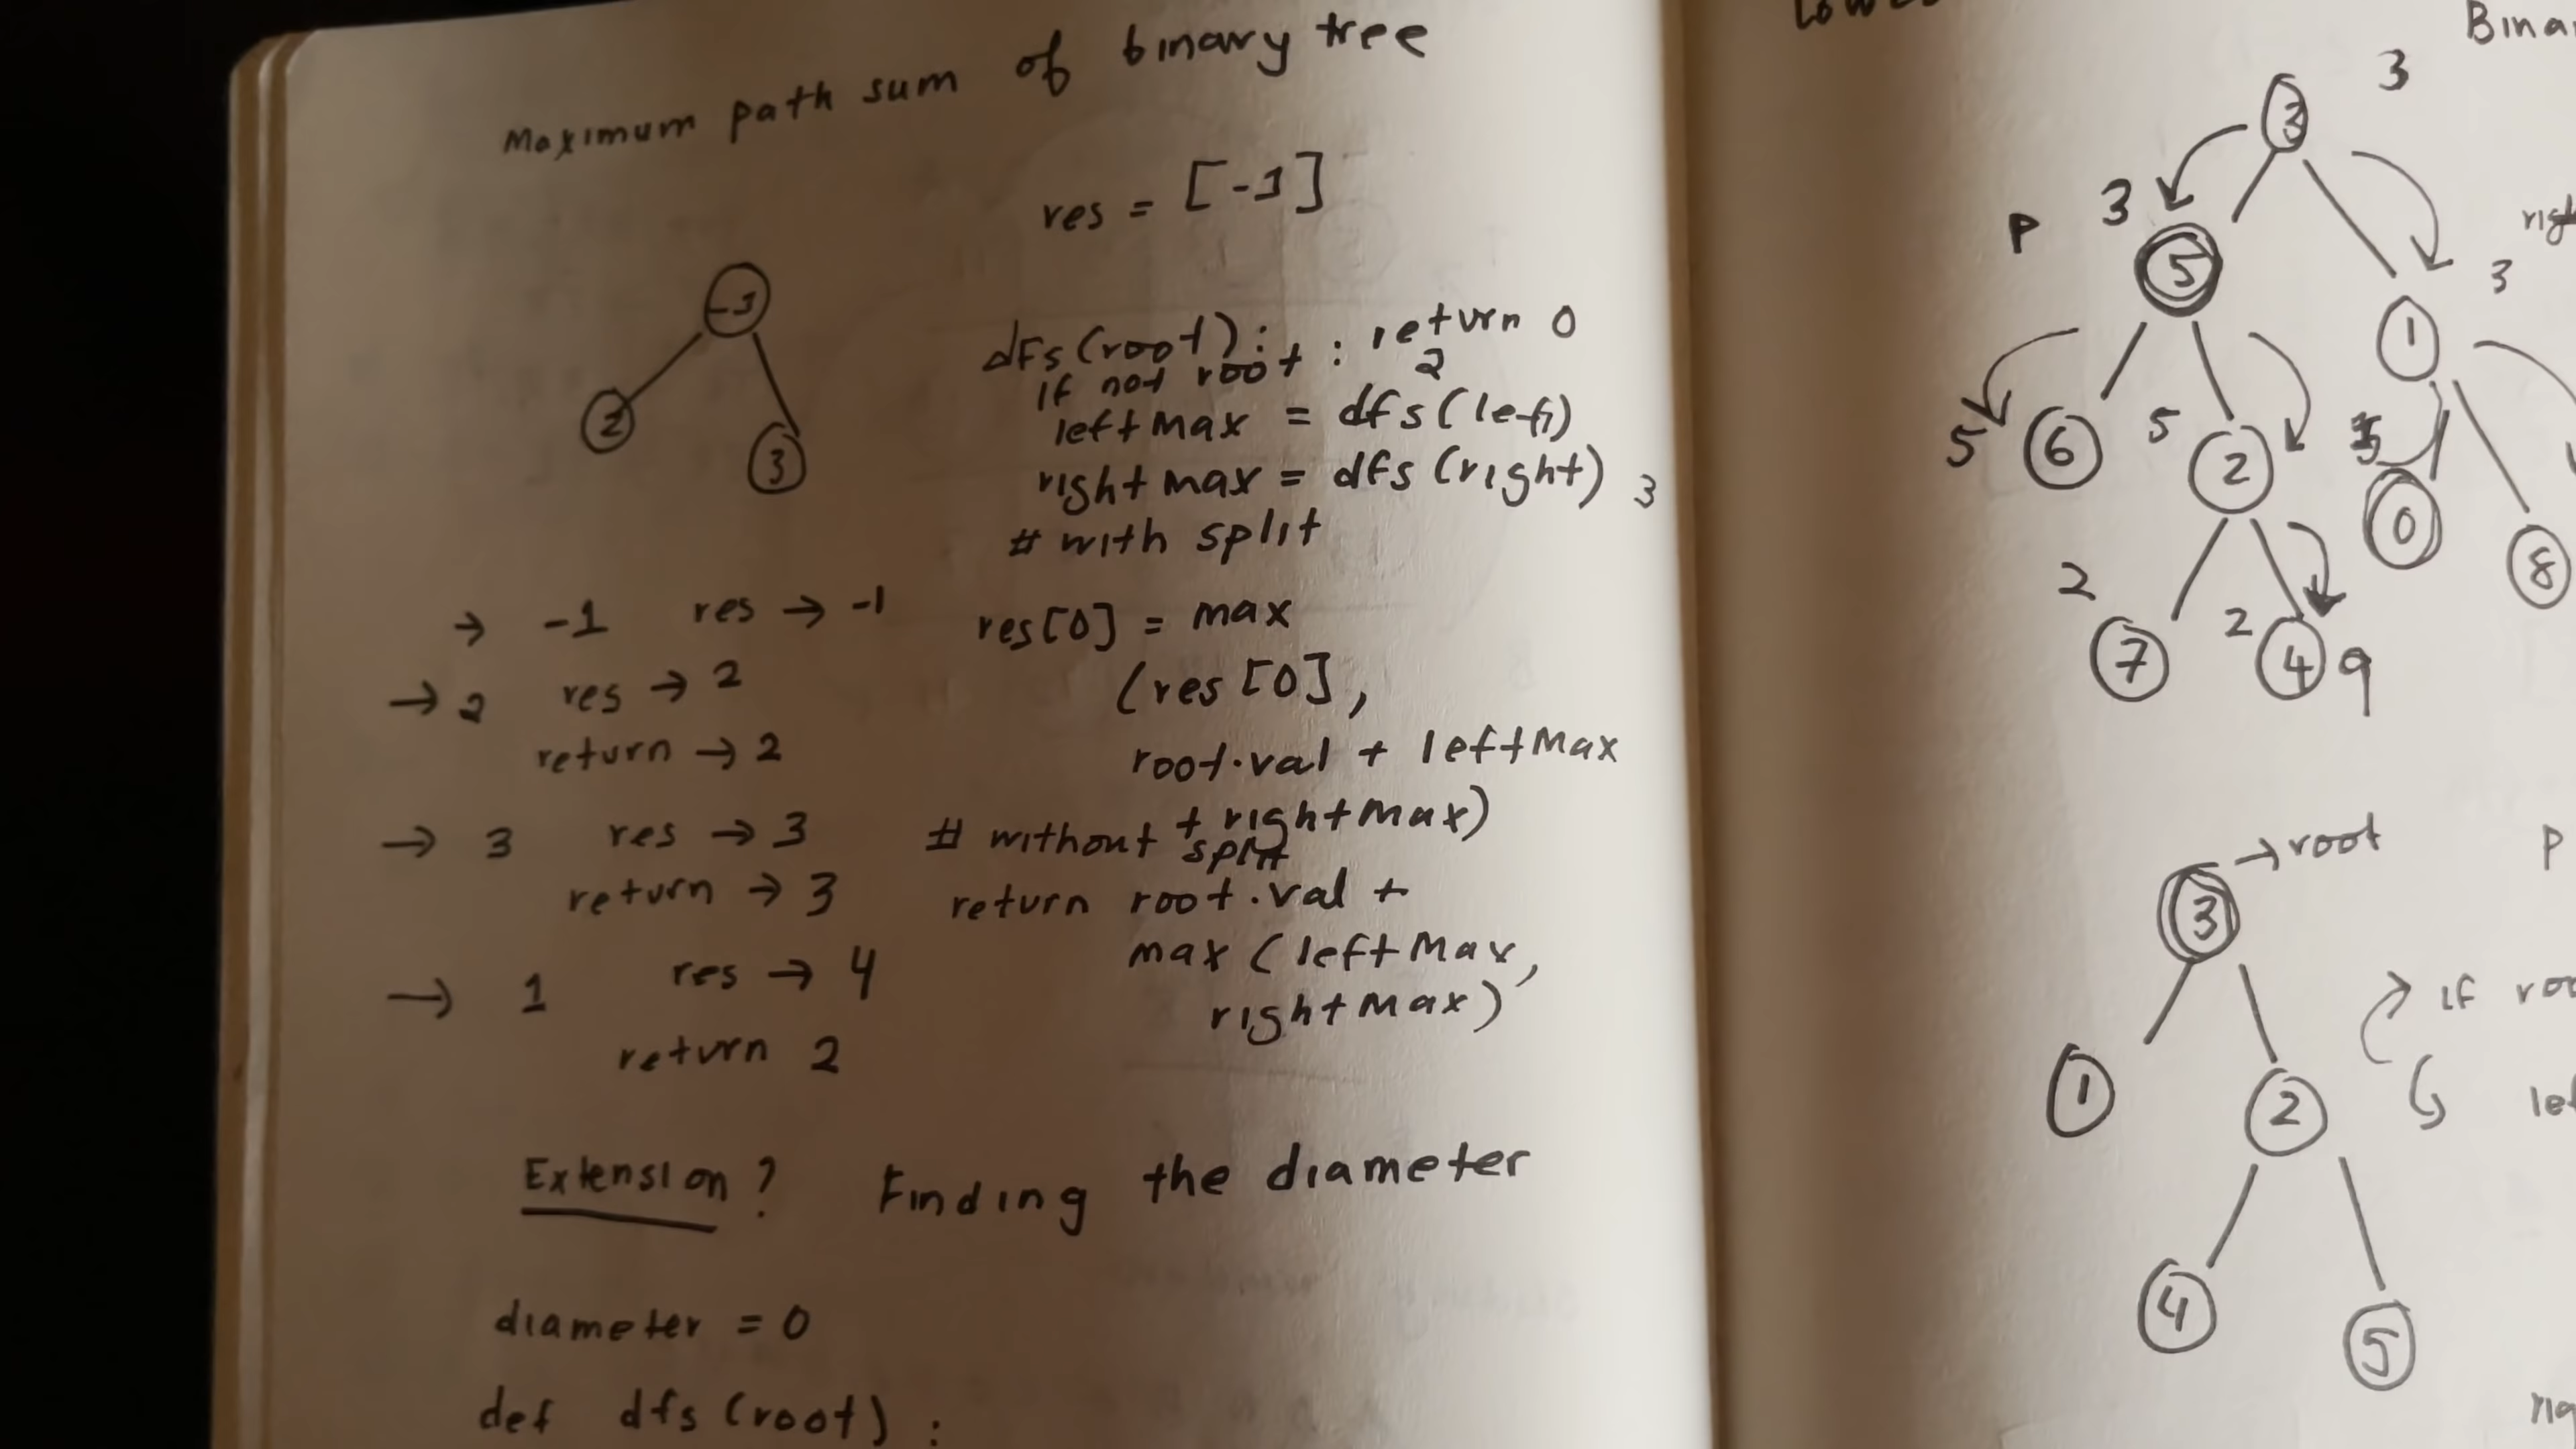 Maximum path sum of binary tree
res = [-1]
-1
2
3
dfs(root):
if not root : return 0
2
leftMax = dfs(left)
rightMax = dfs(right) 3
# with split
→ -1 res → -1
res[0] = max
(res[0],
→ 2 res → 2
return → 2
root.val + leftMax
+ rightMax)
→ 3 res → 3
# without split
return → 3
return root.val +
max (leftMax,
rightMax)
→ 1 res → 4
return 2
Extension? Finding the diameter
diameter = 0
def dfs(root):
3
3
P 3
5
3
1
5
6
5
2
0
8
2
7
2
4
9
3
→ root
P
1
2
if
4
5